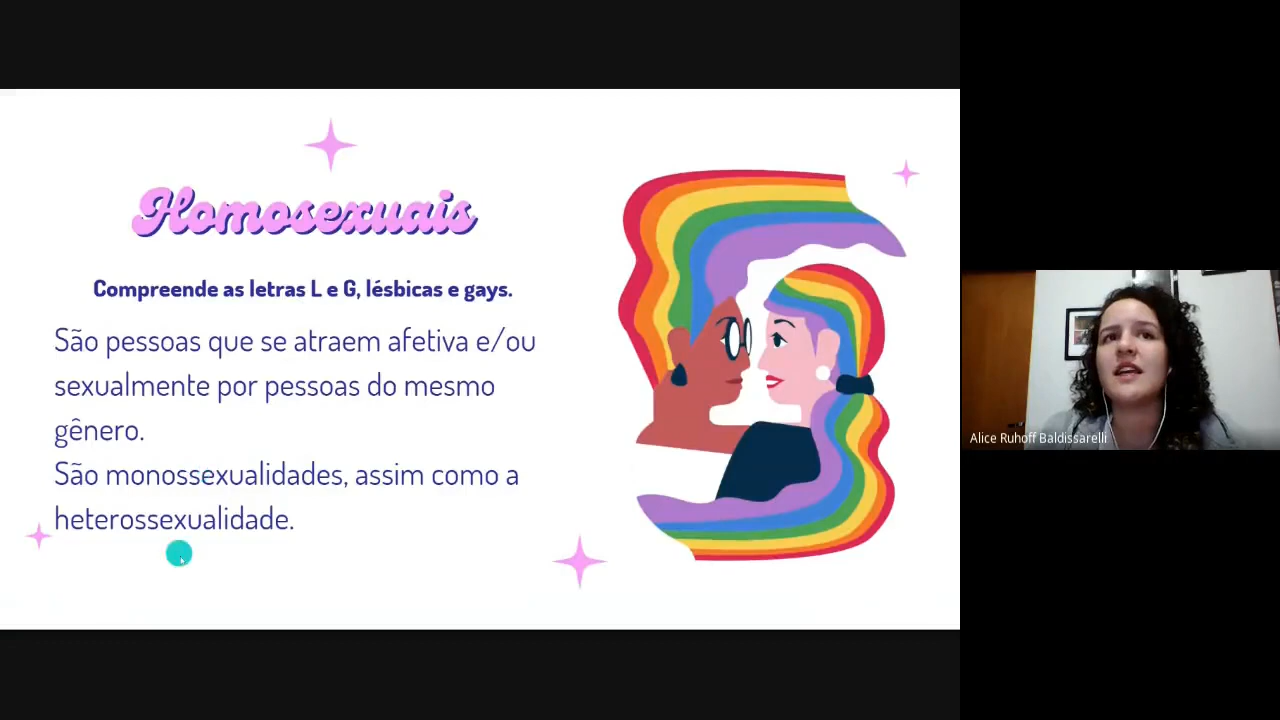 Homosexuais
Compreende as letras L e G, lésbicas e gays.
São pessoas que se atraem afetiva e/ou
sexualmente por pessoas do mesmo
gênero.
São monossexualidades, assim como a
heterossexualidade.
Alice Ruhoff Baldissarelli